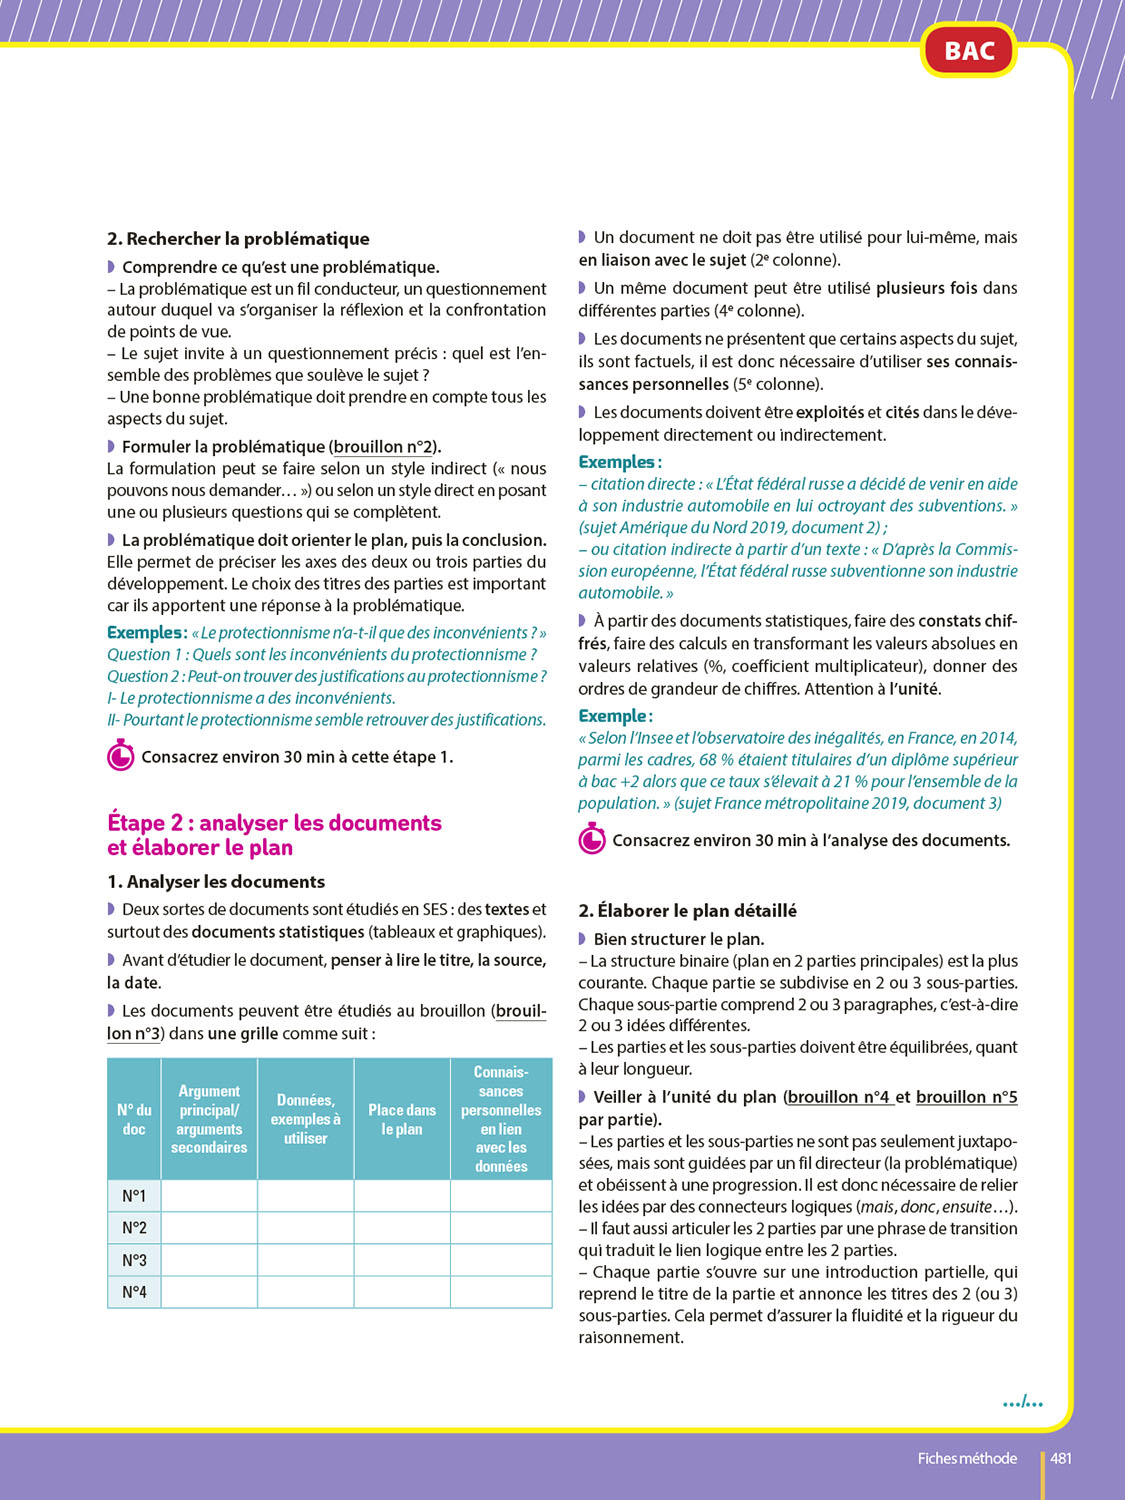 BAC
2. Rechercher la problématique
◗ Comprendre ce qu’est une problématique.
– La problématique est un fil conducteur, un questionnement
autour duquel va s’organiser la réflexion et la confrontation
de points de vue.
– Le sujet invite à un questionnement précis : quel est l’en-
semble des problèmes que soulève le sujet ?
– Une bonne problématique doit prendre en compte tous les
aspects du sujet.
◗ Formuler la problématique (brouillon n°2).
La formulation peut se faire selon un style indirect (« nous
pouvons nous demander… ») ou selon un style direct en posant
une ou plusieurs questions qui se complètent.
◗ La problématique doit orienter le plan, puis la conclusion.
Elle permet de préciser les axes des deux ou trois parties du
développement. Le choix des titres des parties est important
car ils apportent une réponse à la problématique.
Exemples : « Le protectionnisme n’a-t-il que des inconvénients ? »
Question 1 : Quels sont les inconvénients du protectionnisme ?
Question 2 : Peut-on trouver des justifications au protectionnisme ?
I- Le protectionnisme a des inconvénients.
II- Pourtant le protectionnisme semble retrouver des justifications.
Consacrez environ 30 min à cette étape 1.
Étape 2 : analyser les documents
et élaborer le plan
1. Analyser les documents
◗ Deux sortes de documents sont étudiés en SES : des textes et
surtout des documents statistiques (tableaux et graphiques).
◗ Avant d’étudier le document, penser à lire le titre, la source,
la date.
◗ Les documents peuvent être étudiés au brouillon (brouil-
lon n°3) dans une grille comme suit :
N° du
doc
Argument
principal/
arguments
secondaires
Données,
exemples à
utiliser
Place dans
le plan
Connais-
sances
personnelles
en lien
avec les
données
N°1
N°2
N°3
N°4
◗ Un document ne doit pas être utilisé pour lui-même, mais
en liaison avec le sujet (2e colonne).
◗ Un même document peut être utilisé plusieurs fois dans
différentes parties (4e colonne).
◗ Les documents ne présentent que certains aspects du sujet,
ils sont factuels, il est donc nécessaire d’utiliser ses connais-
sances personnelles (5e colonne).
◗ Les documents doivent être exploités et cités dans le déve-
loppement directement ou indirectement.
Exemples :
– citation directe : « L’État fédéral russe a décidé de venir en aide
à son industrie automobile en lui octroyant des subventions. »
(sujet Amérique du Nord 2019, document 2) ;
– ou citation indirecte à partir d’un texte : « D’après la Commis-
sion européenne, l’État fédéral russe subventionne son industrie
automobile. »
◗ À partir des documents statistiques, faire des constats chif-
frés, faire des calculs en transformant les valeurs absolues en
valeurs relatives (%, coefficient multiplicateur), donner des
ordres de grandeur de chiffres. Attention à l’unité.
Exemple :
« Selon l’Insee et l’observatoire des inégalités, en France, en 2014,
parmi les cadres, 68 % étaient titulaires d’un diplôme supérieur
à bac +2 alors que ce taux s’élevait à 21 % pour l’ensemble de la
population. » (sujet France métropolitaine 2019, document 3)
Consacrez environ 30 min à l’analyse des documents.
2. Élaborer le plan détaillé
◗ Bien structurer le plan.
– La structure binaire (plan en 2 parties principales) est la plus
courante. Chaque partie se subdivise en 2 ou 3 sous-parties.
Chaque sous-partie comprend 2 ou 3 paragraphes, c’est-à-dire
2 ou 3 idées différentes.
– Les parties et les sous-parties doivent être équilibrées, quant
à leur longueur.
◗ Veiller à l’unité du plan (brouillon n°4 et brouillon n°5
par partie).
– Les parties et les sous-parties ne sont pas seulement juxtapo-
sées, mais sont guidées par un fil directeur (la problématique)
et obéissent à une progression. Il est donc nécessaire de relier
les idées par des connecteurs logiques (mais, donc, ensuite…).
– Il faut aussi articuler les 2 parties par une phrase de transition
qui traduit le lien logique entre les 2 parties.
– Chaque partie s’ouvre sur une introduction partielle, qui
reprend le titre de la partie et annonce les titres des 2 (ou 3)
sous-parties. Cela permet d’assurer la fluidité et la rigueur du
raisonnement.
…/…
Fiches méthode 481